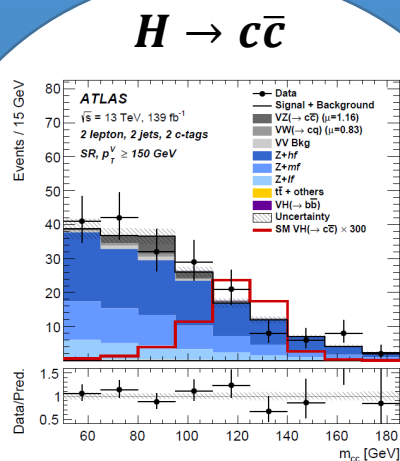 H → cc̄
Events / 15 GeV
80
70
60
50
40
30
20
10
ATLAS
√s = 13 TeV, 139 fb⁻¹
2 lepton, 2 jets, 2 c-tags
SR, p_T^V ≥ 150 GeV
Data
Signal + Background
VZ(→ cc̄) (μ=1.16)
VW(→ cq) (μ=0.83)
VV Bkg
Z+hf
Z+mf
Z+lf
tt̄ + others
VH(→ bb̄)
Uncertainty
SM VH(→ cc̄) × 300
Data/Pred.
1.5
1
0.5
60 80 100 120 140 160 180
m_cc [GeV]